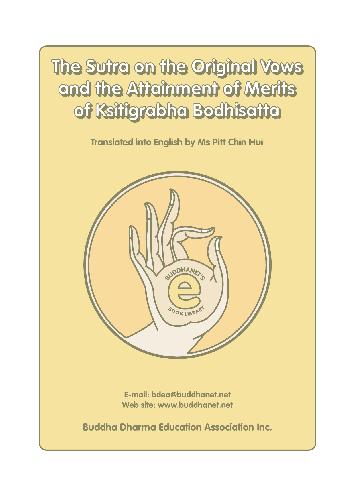 The Sutra on the Original Vows
and the Attainment of Merits
of Ksitigrabha Bodhisatta
Translated into English by Ms Pitt Chin Hui
BUDDHANET'S
e
BOOK LIBRARY
E-mail: bdea@buddhanet.net
Web site: www.buddhanet.net
Buddha Dharma Education Association Inc.